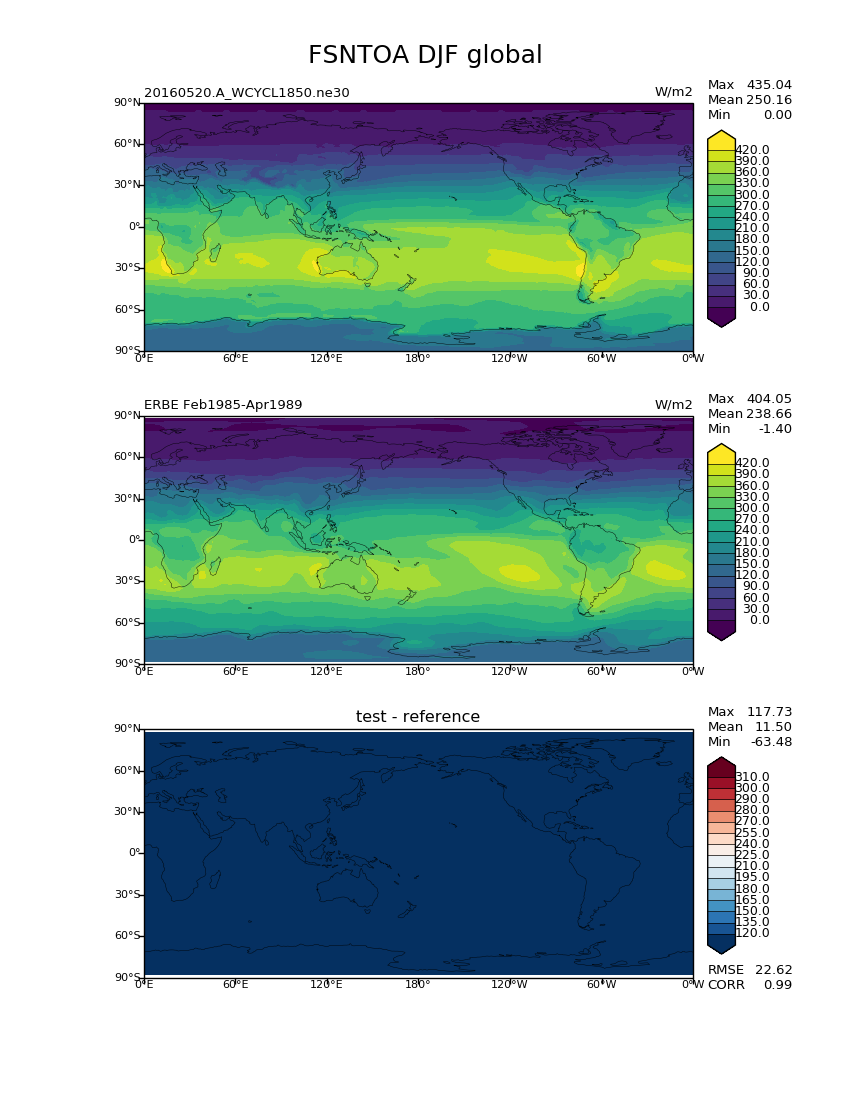 FSNTOA DJF global
20160520.A_WCYCL1850.ne30
W/m2
Max 435.04
Mean 250.16
Min 0.00
90°N
60°N
30°N
0°
30°S
60°S
90°S
0°E 60°E 120°E 180° 120°W 60°W 0°W
420.0
390.0
360.0
330.0
300.0
270.0
240.0
210.0
180.0
150.0
120.0
90.0
60.0
30.0
0.0
ERBE Feb1985-Apr1989
W/m2
Max 404.05
Mean 238.66
Min -1.40
90°N
60°N
30°N
0°
30°S
60°S
90°S
0°E 60°E 120°E 180° 120°W 60°W 0°W
420.0
390.0
360.0
330.0
300.0
270.0
240.0
210.0
180.0
150.0
120.0
90.0
60.0
30.0
0.0
test - reference
Max 117.73
Mean 11.50
Min -63.48
90°N
60°N
30°N
0°
30°S
60°S
90°S
0°E 60°E 120°E 180° 120°W 60°W 0°W
310.0
300.0
290.0
280.0
270.0
255.0
240.0
225.0
210.0
195.0
180.0
165.0
150.0
135.0
120.0
RMSE 22.62
CORR 0.99